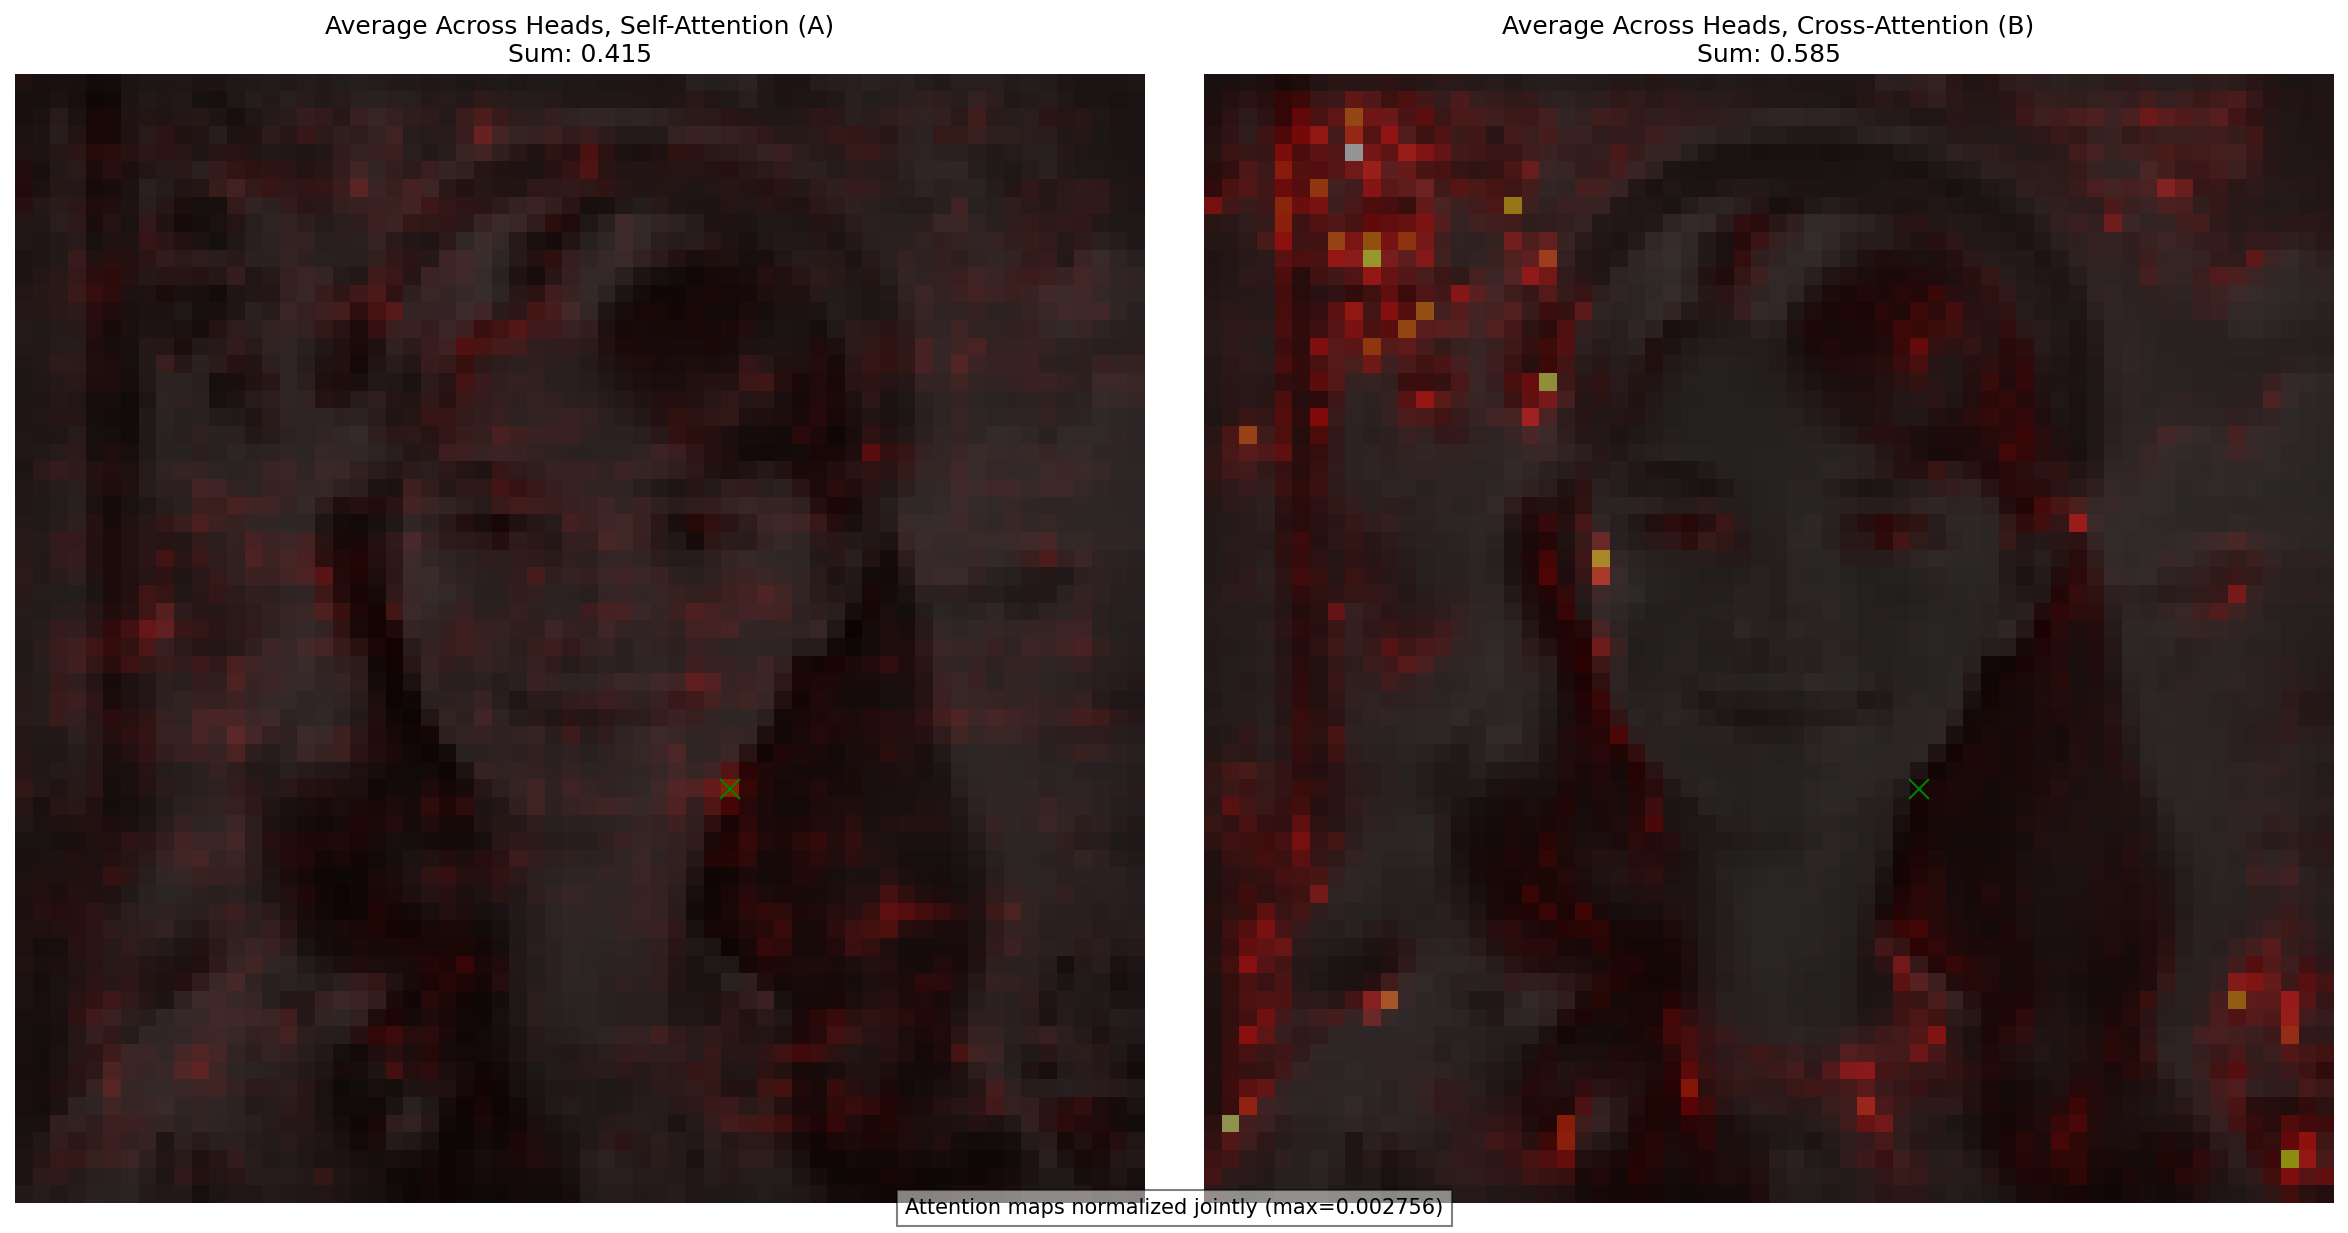 Average Across Heads, Self-Attention (A)
Sum: 0.415
Average Across Heads, Cross-Attention (B)
Sum: 0.585
Attention maps normalized jointly (max=0.002756)